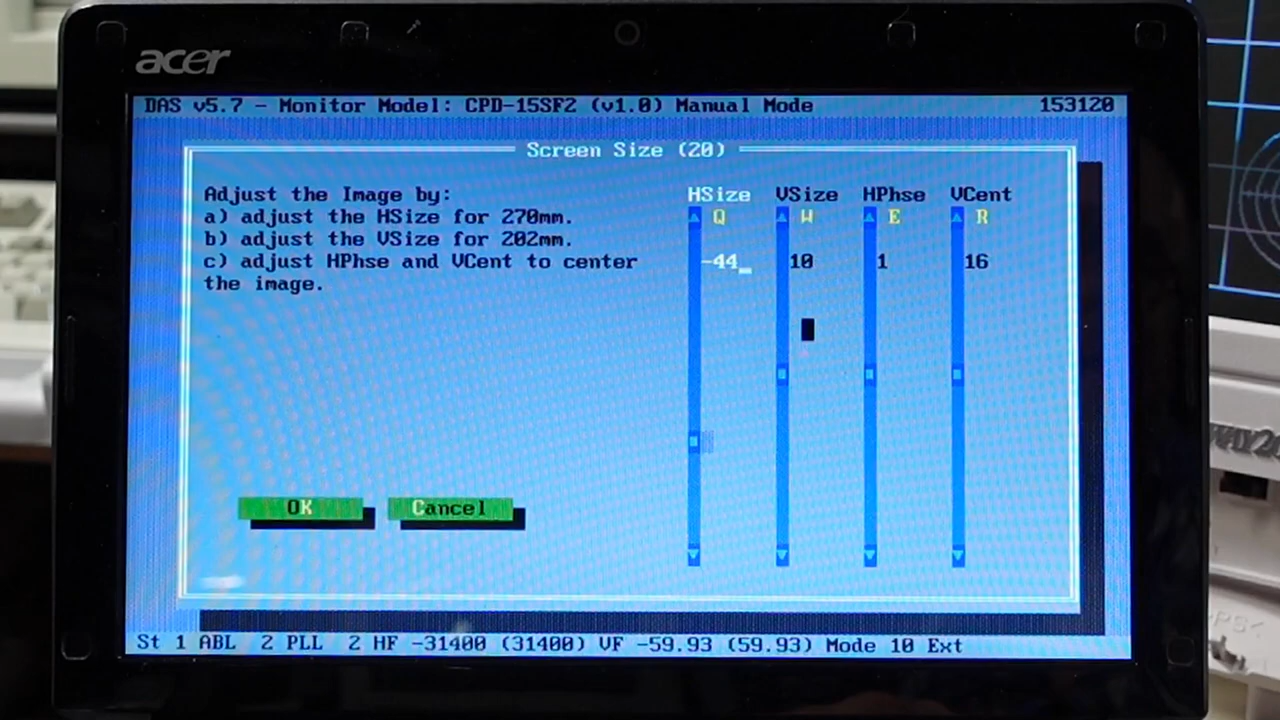 acer
DAS v5.7 - Monitor Model: CPD-15SF2 (v1.0) Manual Mode 153120
Screen Size (20)
Adjust the Image by:
a) adjust the HSize for 270mm.
b) adjust the VSize for 202mm.
c) adjust HPhse and VCent to center
the image.
HSize VSize HPhse VCent
Q W E R
-44_ 10 1 16
OK Cancel
St 1 ABL 2 PLL 2 HF -31400 (31400) VF -59.93 (59.93) Mode 10 Ext